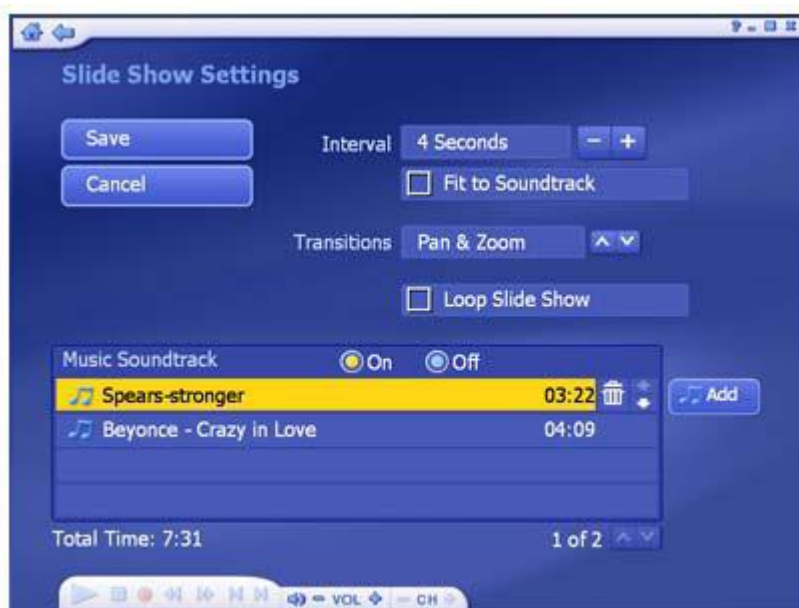 Slide Show Settings
Save
Interval 4 Seconds - +
Cancel
Fit to Soundtrack
Transitions Pan & Zoom
Loop Slide Show
Music Soundtrack On Off
Spears-stronger 03:22
Add
Beyonce - Crazy in Love 04:09
Total Time: 7:31 1 of 2
VOL CH